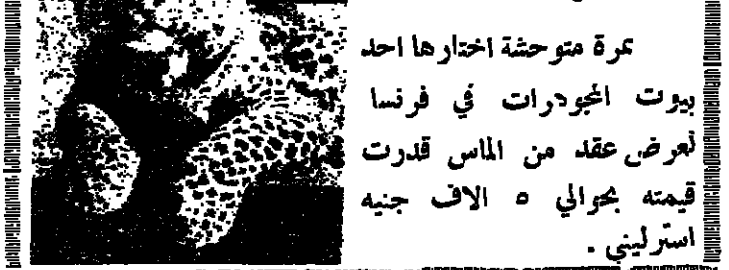 نمرة متوحشة اختارها احد
بيوت المجوهرات في فرنسا
لعرض عقد من الماس قدرت
قيمته بحوالي ٥ الاف جنيه
استرليني .